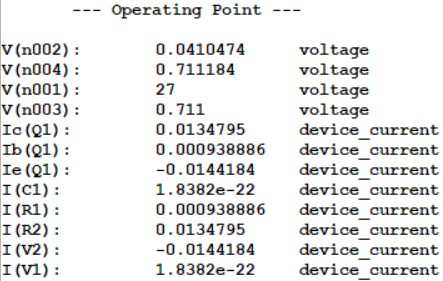 --- Operating Point ---
V(n002): 0.0410474 voltage
V(n004): 0.711184 voltage
V(n001): 27 voltage
V(n003): 0.711 voltage
Ic(Q1): 0.0134795 device_current
Ib(Q1): 0.000938886 device_current
Ie(Q1): -0.0144184 device_current
I(C1): 1.8382e-22 device_current
I(R1): 0.000938886 device_current
I(R2): 0.0134795 device_current
I(V2): -0.0144184 device_current
I(V1): 1.8382e-22 device_current